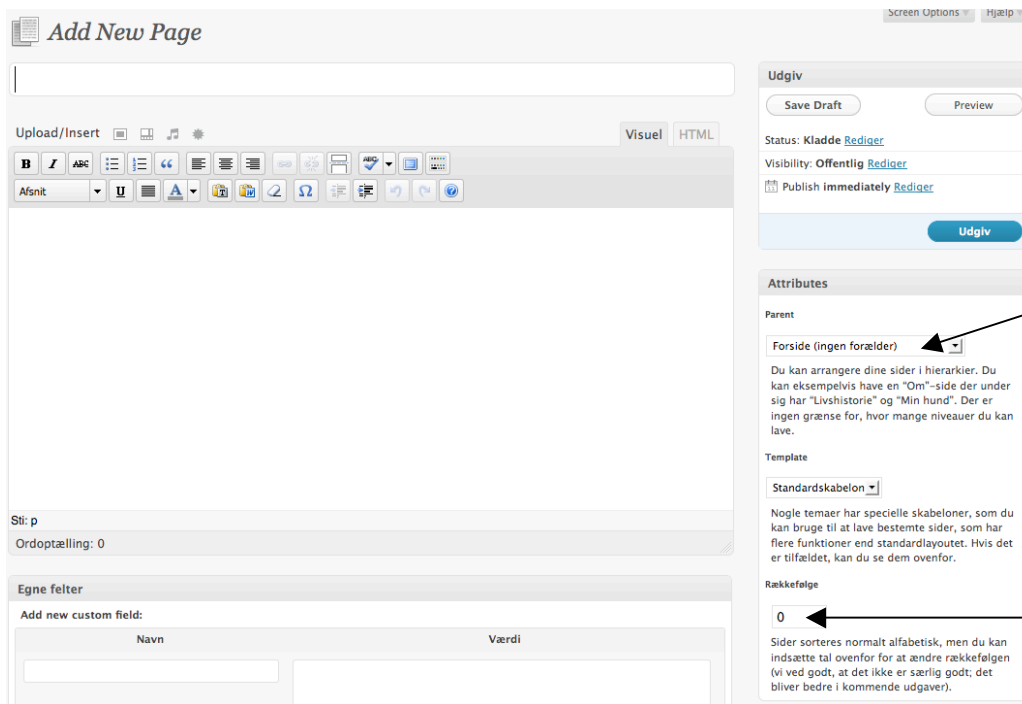 Screen Options Hjælp
Add New Page
Upload/Insert
Visuel HTML
B I ABC “ ABC
Afsnit U A T W Ω ?
Sti: p
Ordoptælling: 0
Egne felter
Add new custom field:
Navn Værdi
Udgiv
Save Draft Preview
Status: Kladde Rediger
Visibility: Offentlig Rediger
Publish immediately Rediger
Udgiv
Attributes
Parent
Forside (ingen forælder)
Du kan arrangere dine sider i hierarkier. Du
kan eksempelvis have en “Om”-side der under
sig har “Livshistorie” og “Min hund”. Der er
ingen grænse for, hvor mange niveauer du kan
lave.
Template
Standardskabelon
Nogle temaer har specielle skabeloner, som du
kan bruge til at lave bestemte sider, som har
flere funktioner end standardlayoutet. Hvis det
er tilfældet, kan du se dem ovenfor.
Rækkefølge
0
Sider sorteres normalt alfabetisk, men du kan
indsætte tal ovenfor for at ændre rækkefølgen
(vi ved godt, at det ikke er særlig godt; det
bliver bedre i kommende udgaver).